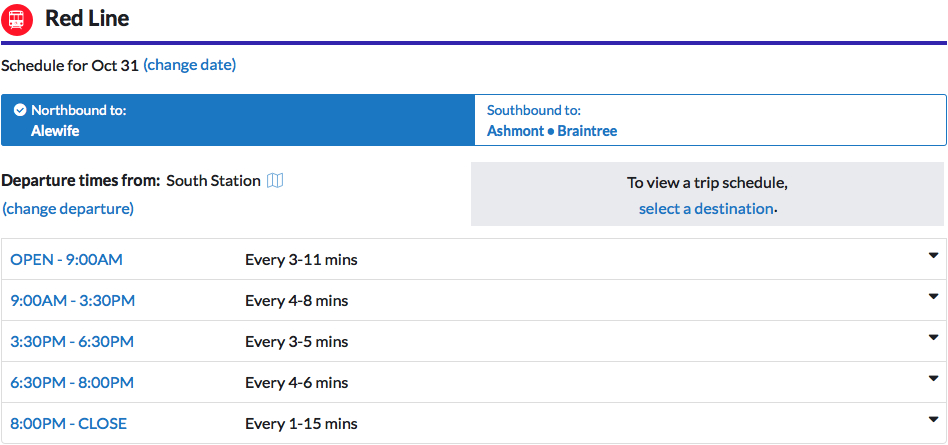 Red Line
Schedule for Oct 31 (change date)
Northbound to:
Alewife
Southbound to:
Ashmont • Braintree
Departure times from: South Station
(change departure)
To view a trip schedule,
select a destination.
OPEN - 9:00AM Every 3-11 mins
9:00AM - 3:30PM Every 4-8 mins
3:30PM - 6:30PM Every 3-5 mins
6:30PM - 8:00PM Every 4-6 mins
8:00PM - CLOSE Every 1-15 mins